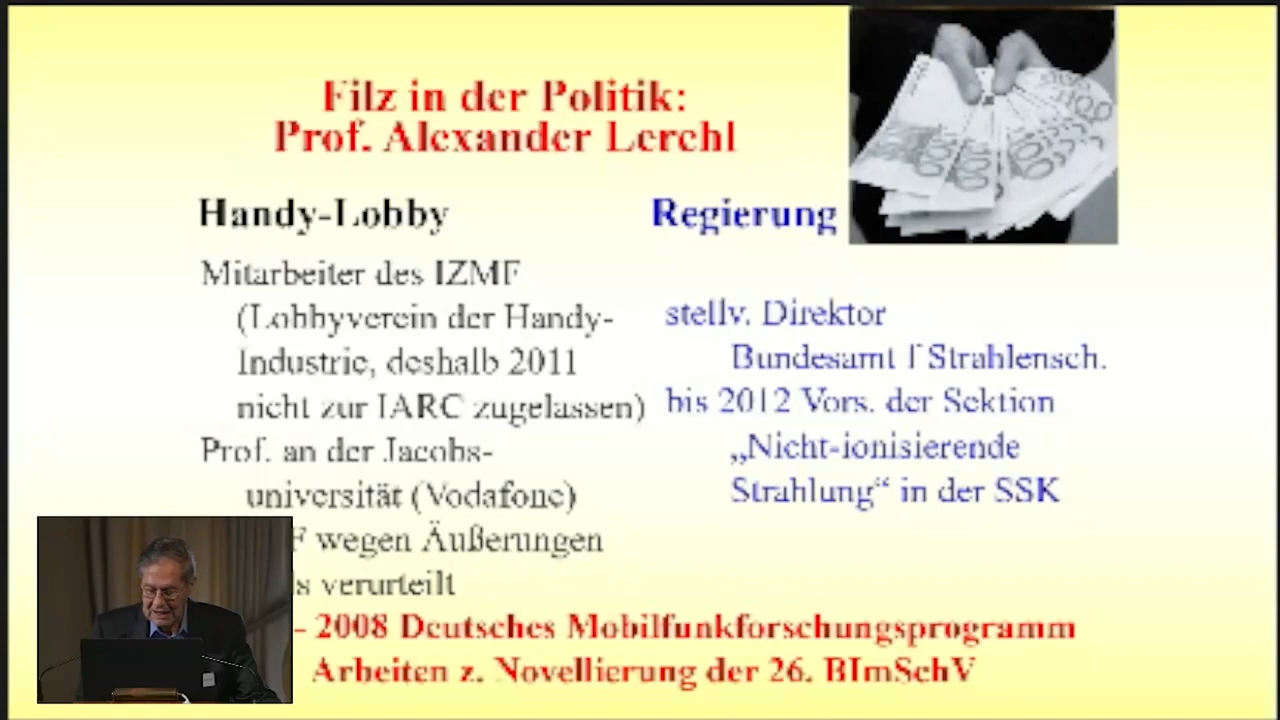 Filz in der Politik:
Prof. Alexander Lerchl
Handy-Lobby
Mitarbeiter des IZMF
(Lobbyverein der Handy-
Industrie, deshalb 2011
nicht zur IARC zugelassen)
Prof. an der Jacobs-
universität (Vodafone)
F wegen Äußerungen
ls verurteilt
Regierung
stellv. Direktor
Bundesamt f Strahlensch.
bis 2012 Vors. der Sektion
„Nicht-ionisierende
Strahlung“ in der SSK
– 2008 Deutsches Mobilfunkforschungsprogramm
Arbeiten z. Novellierung der 26. BImSchV